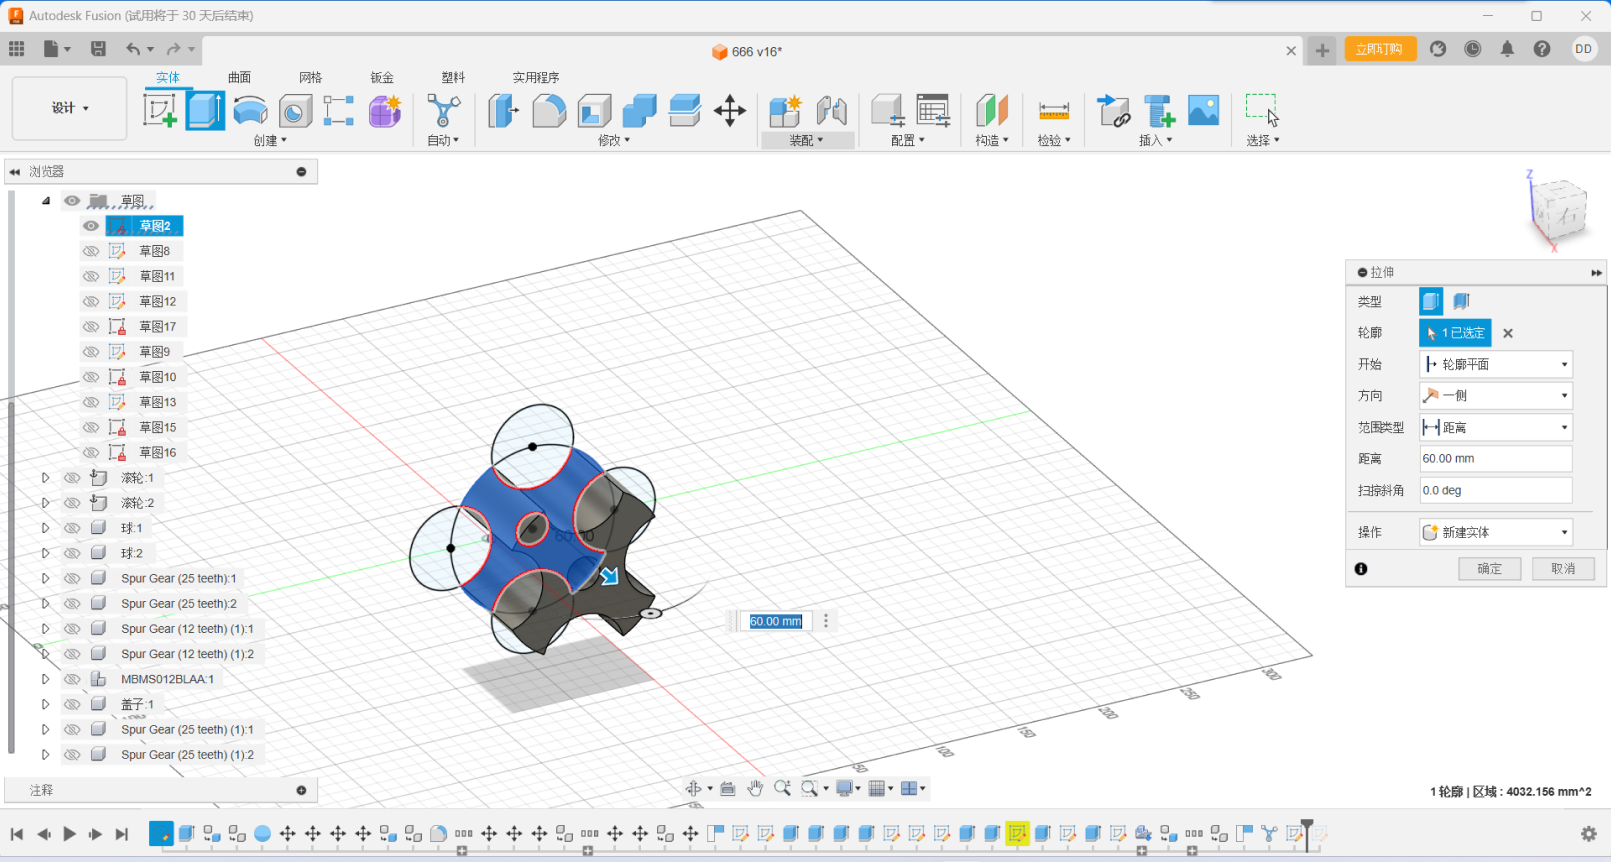 Autodesk Fusion (试用将于 30 天后结束)
666 v16*
立即订购
DD
设计
实体
曲面
网格
钣金
塑料
实用程序
创建
自动
修改
装配
配置
构造
检验
插入
选择
浏览器
草图
草图2
草图8
草图11
草图12
草图17
草图9
草图10
草图13
草图15
草图16
滚轮:1
滚轮:2
球:1
球:2
Spur Gear (25 teeth):1
Spur Gear (25 teeth):2
Spur Gear (12 teeth) (1):1
Spur Gear (12 teeth) (1):2
MBMS012BLAA:1
盖子:1
Spur Gear (25 teeth) (1):1
Spur Gear (25 teeth) (1):2
注释
Z
X
右
60.00
60.00 mm
50
100
150
200
250
300
拉伸
类型
轮廓
1 已选定
开始
轮廓平面
方向
一侧
范围类型
距离
距离
60.00 mm
扫掠斜角
0.0 deg
操作
新建实体
确定
取消
1 轮廓 | 区域 : 4032.156 mm^2